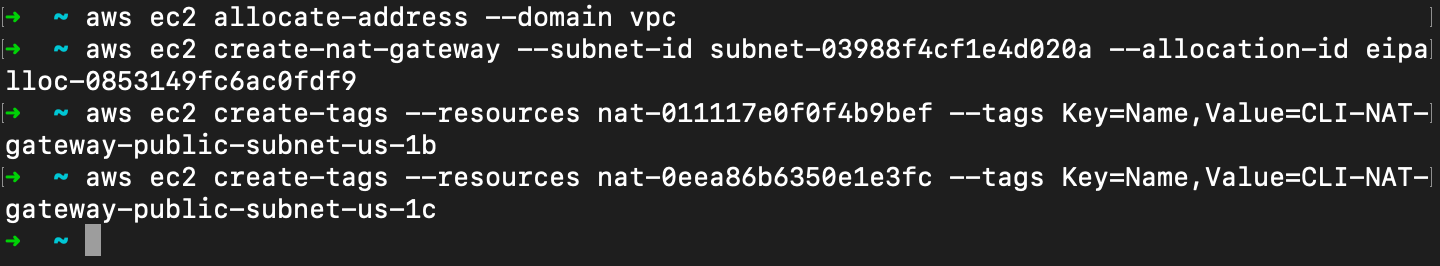 ➜  ~ aws ec2 allocate-address --domain vpc
➜  ~ aws ec2 create-nat-gateway --subnet-id subnet-03988f4cf1e4d020a --allocation-id eipa
lloc-0853149fc6ac0fdf9
➜  ~ aws ec2 create-tags --resources nat-011117e0f0f4b9bef --tags Key=Name,Value=CLI-NAT-
gateway-public-subnet-us-1b
➜  ~ aws ec2 create-tags --resources nat-0eea86b6350e1e3fc --tags Key=Name,Value=CLI-NAT-
gateway-public-subnet-us-1c
➜  ~